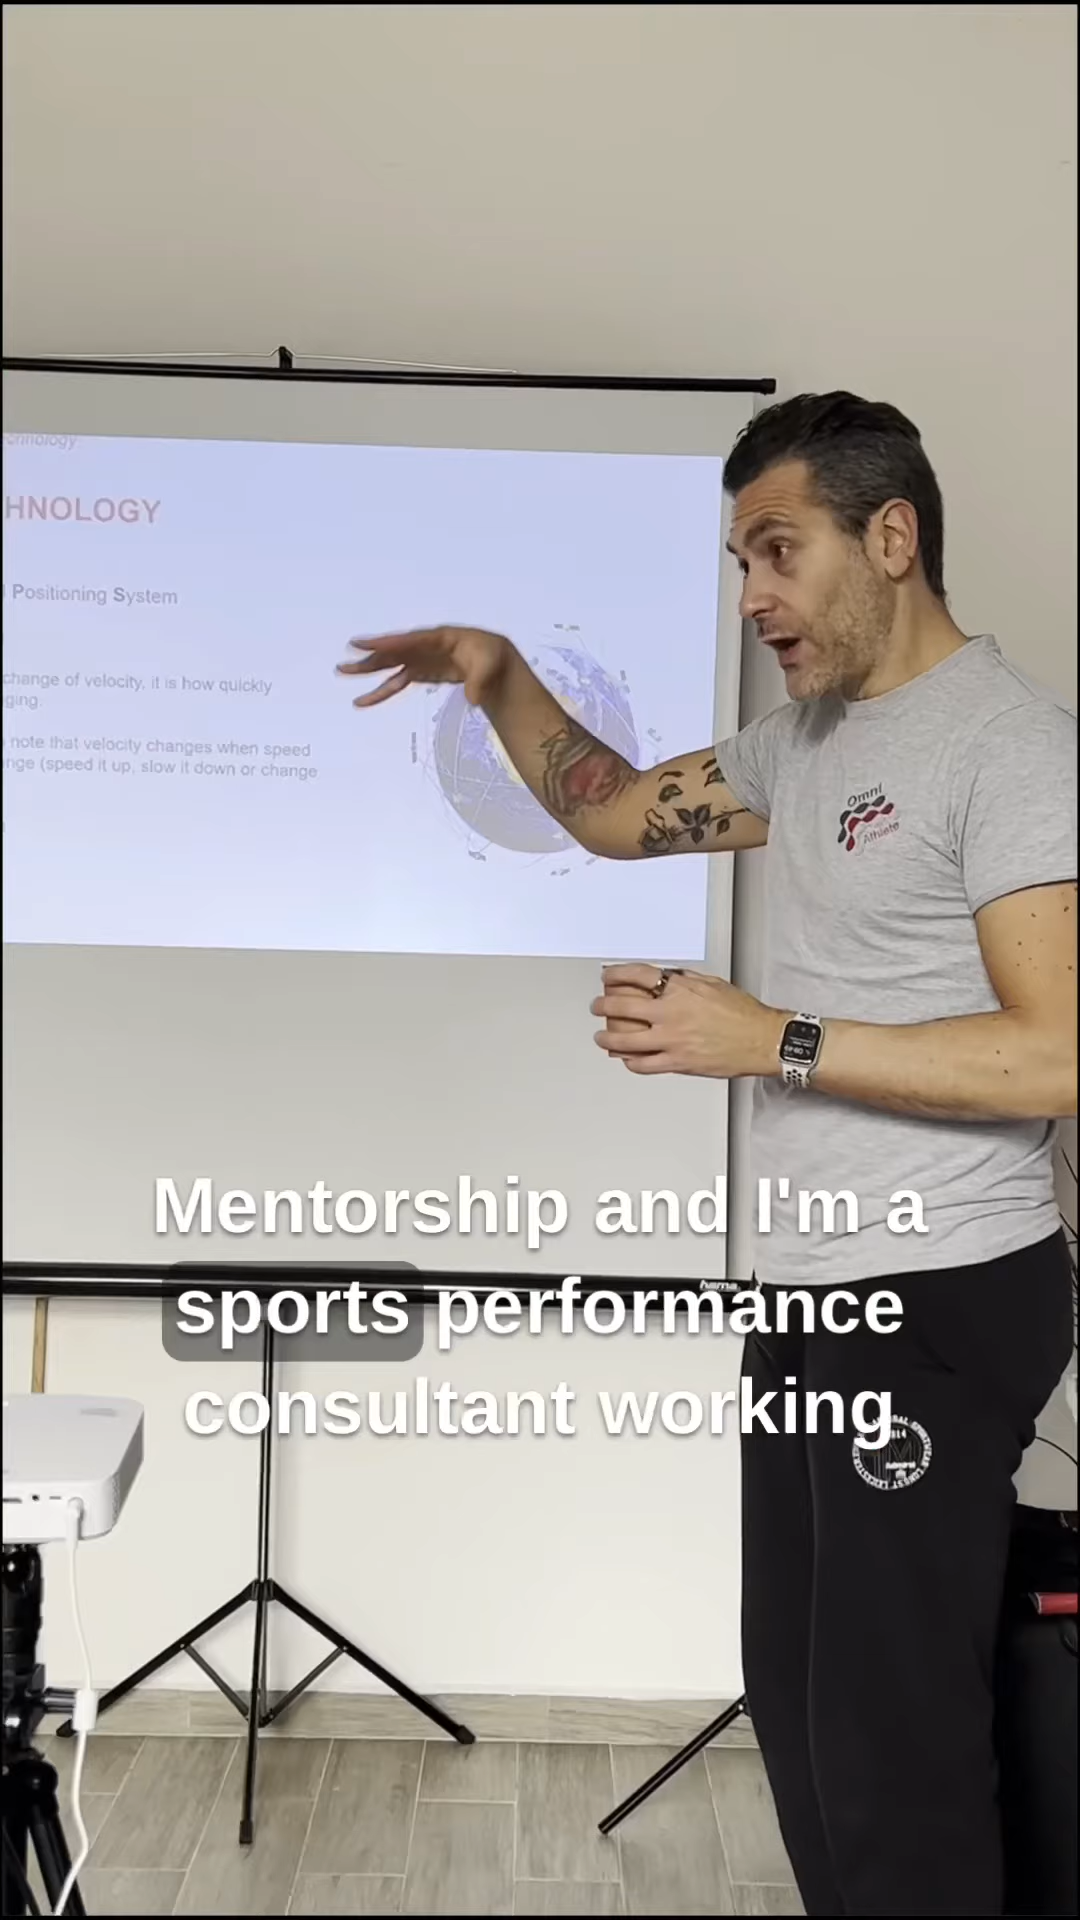 HNOLOGY
Positioning System
change of velocity, it is how quickly
ging.
note that velocity changes when speed
nge (speed it up, slow it down or change
Omni
Athlete
Mentorship and I'm a
sports performance
consultant working
hama